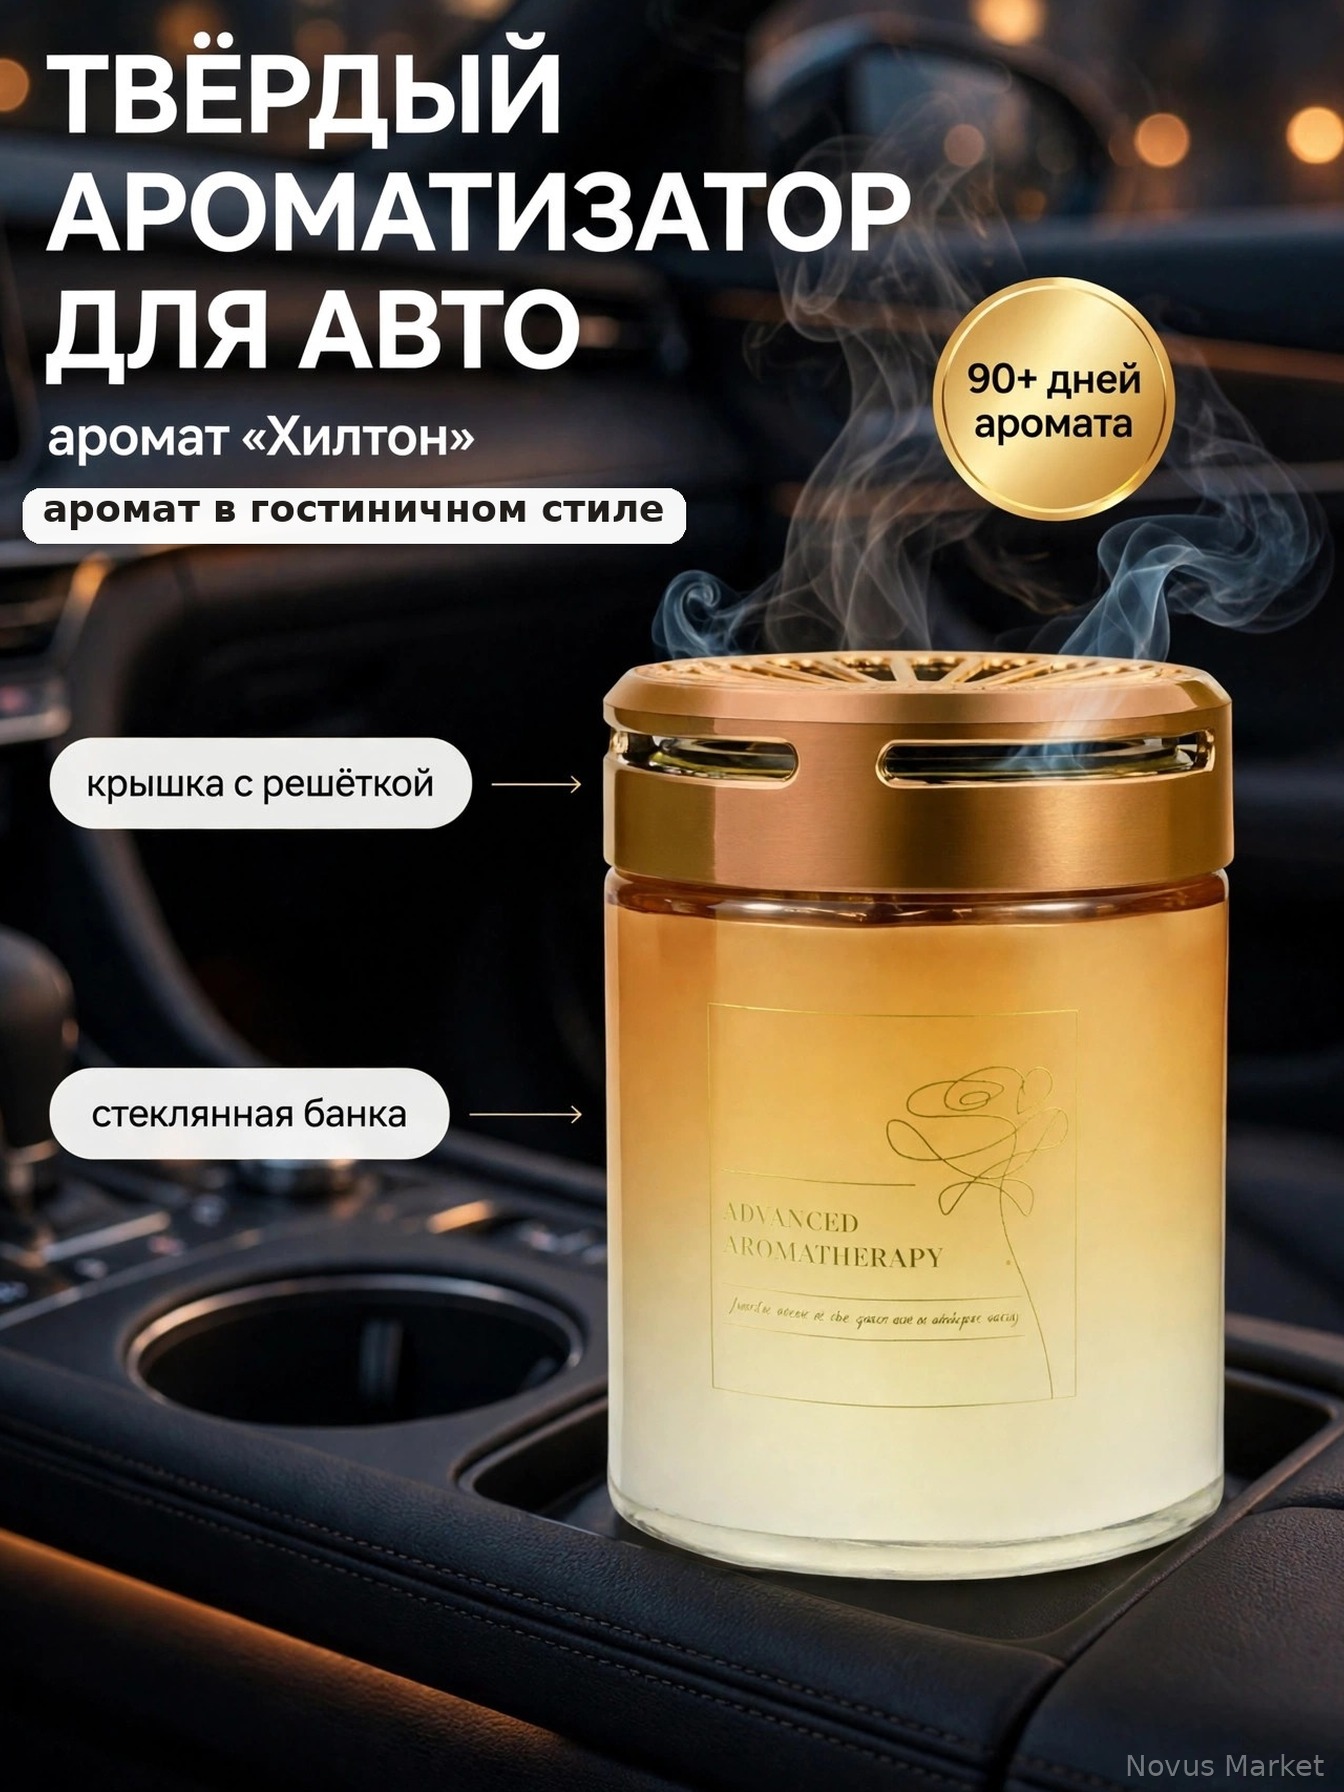 ТВЁРДЫЙ
АРОМАТИЗАТОР
ДЛЯ АВТО
аромат «Хилтон»
аромат в гостиничном стиле
90+ дней
аромата
крышка с решёткой
стеклянная банка
ADVANCED
AROMATHERAPY
Novus Market